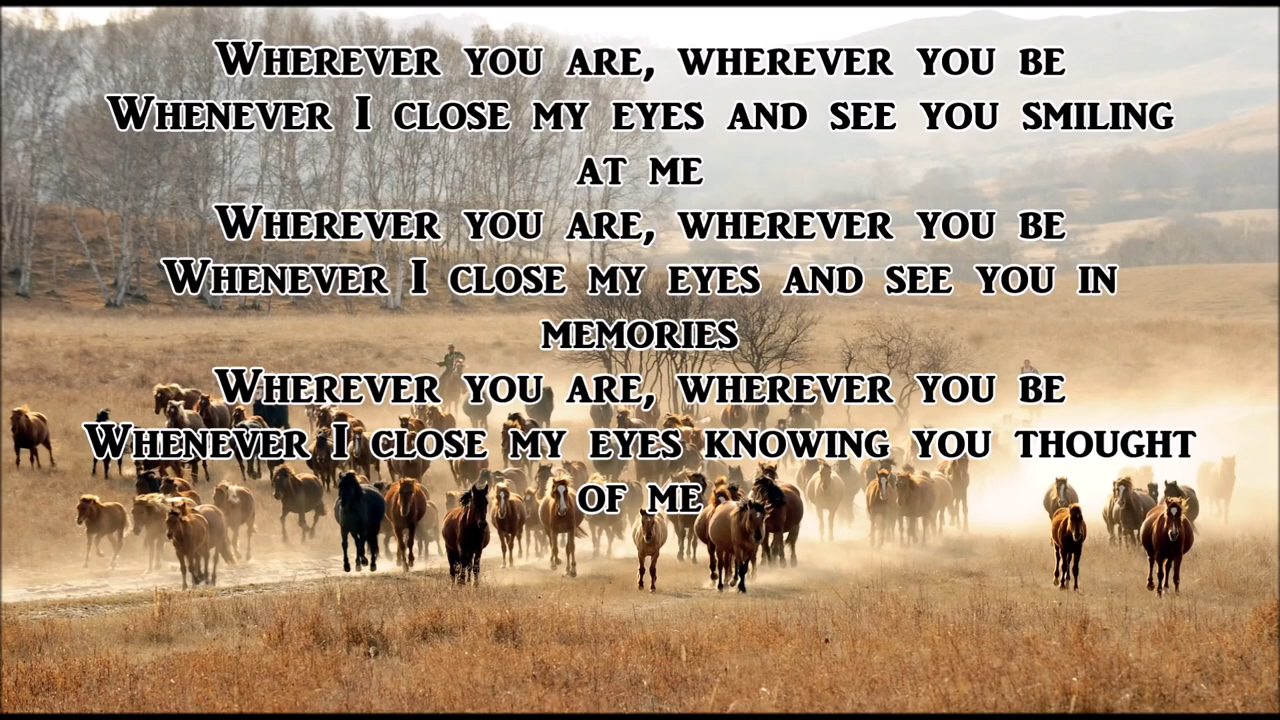 Wherever you are, wherever you be
Whenever I close my eyes and see you smiling
at me
Wherever you are, wherever you be
Whenever I close my eyes and see you in
memories
Wherever you are, wherever you be
Whenever I close my eyes knowing you thought
of me